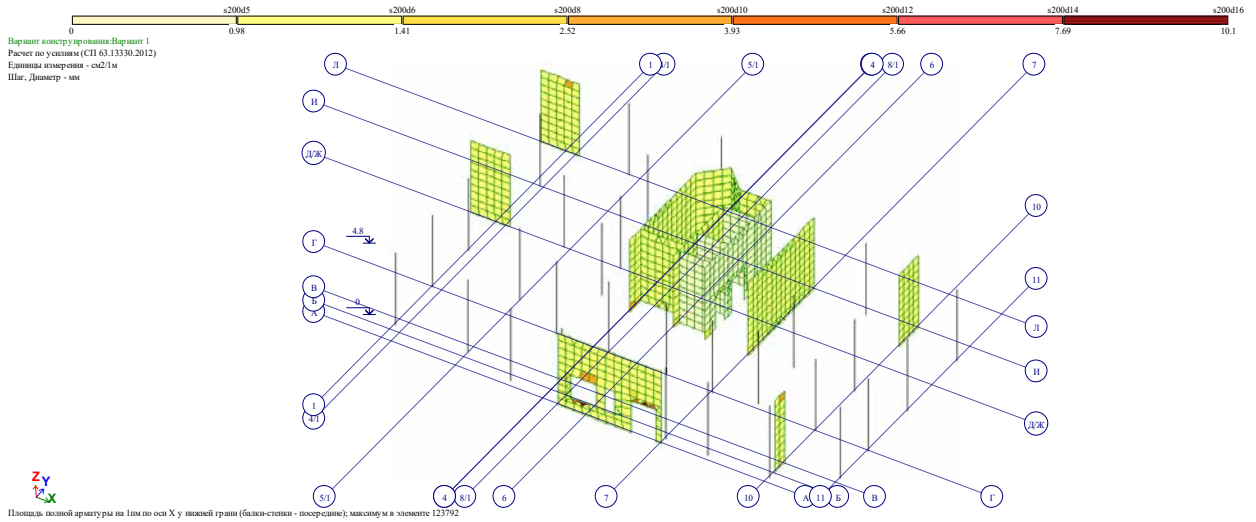 s200d5 s200d6 s200d8 s200d10 s200d12 s200d14 s200d16
0 0.98 1.41 2.52 3.93 5.66 7.69 10.1
Вариант конструирования:Вариант 1
Расчет по усилиям (СП 63.13330.2012)
Единицы измерения - см2/1м
Шаг, Диаметр - мм
Л 1 4/1 5/1 4 8/1 6 7
И
Д/Ж
10
4.8
Г
11
В
Б
0
А
Л
И
1
4/1
Д/Ж
5/1 4 8/1 6 7 10 А 11 Б В Г
Z
Y
X
Площадь полной арматуры на 1пм по оси X у нижней грани (балки-стенки - посередине); максимум в элементе 123792